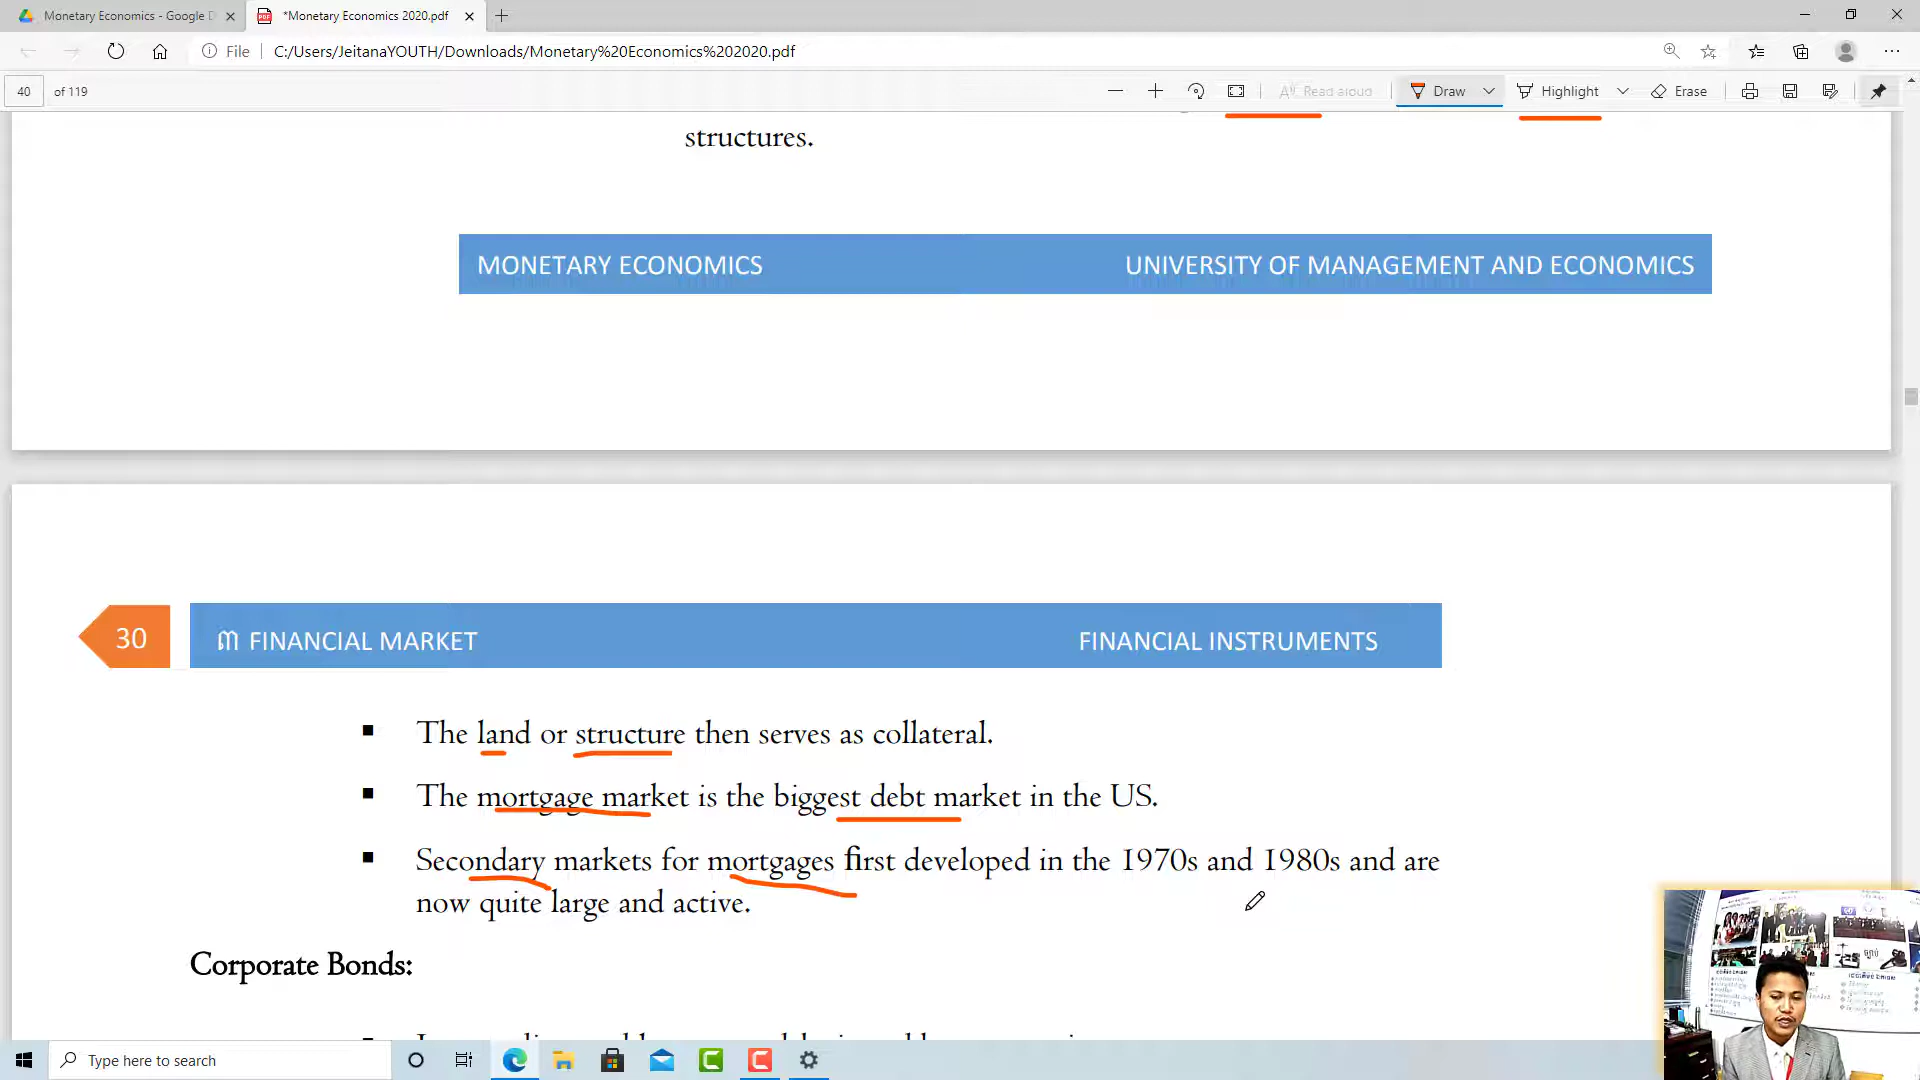 Monetary Economics - Google D
*Monetary Economics 2020.pdf
File
C:/Users/JeitanaYOUTH/Downloads/Monetary%20Economics%202020.pdf
40 of 119
Read aloud
Draw
Highlight
Erase
structures.
MONETARY ECONOMICS
UNIVERSITY OF MANAGEMENT AND ECONOMICS
30
៣ FINANCIAL MARKET
FINANCIAL INSTRUMENTS
▪ The land or structure then serves as collateral.
▪ The mortgage market is the biggest debt market in the US.
▪ Secondary markets for mortgages first developed in the 1970s and 1980s and are
now quite large and active.
Corporate Bonds:
Type here to search